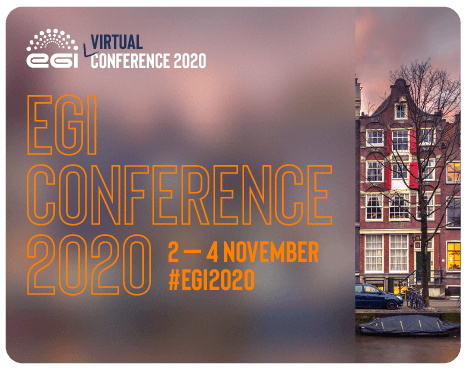 egi
VIRTUAL
CONFERENCE 2020
EGI
CONFERENCE
2020
2 – 4 NOVEMBER
#EGI2020